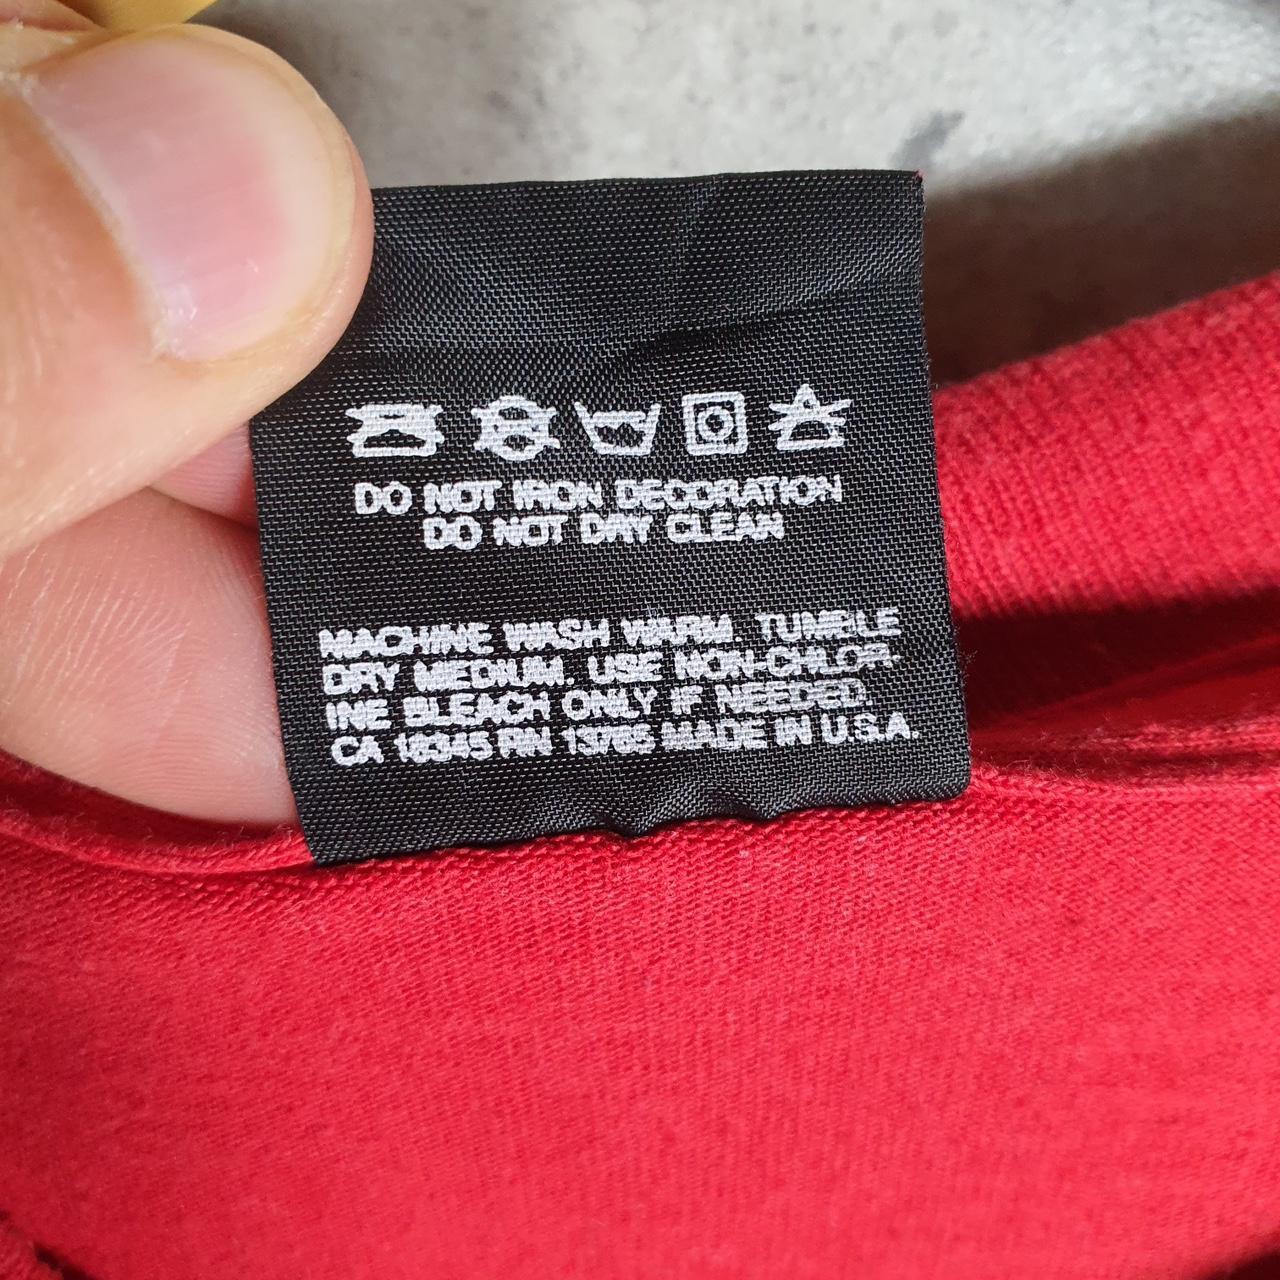 DO NOT IRON DECORATION
DO NOT DRY CLEAN
MACHINE WASH WARM. TUMBLE
DRY MEDIUM. USE NON-CHLOR-
INE BLEACH ONLY IF NEEDED.
CA 18345 RN 13765 MADE IN U.S.A.